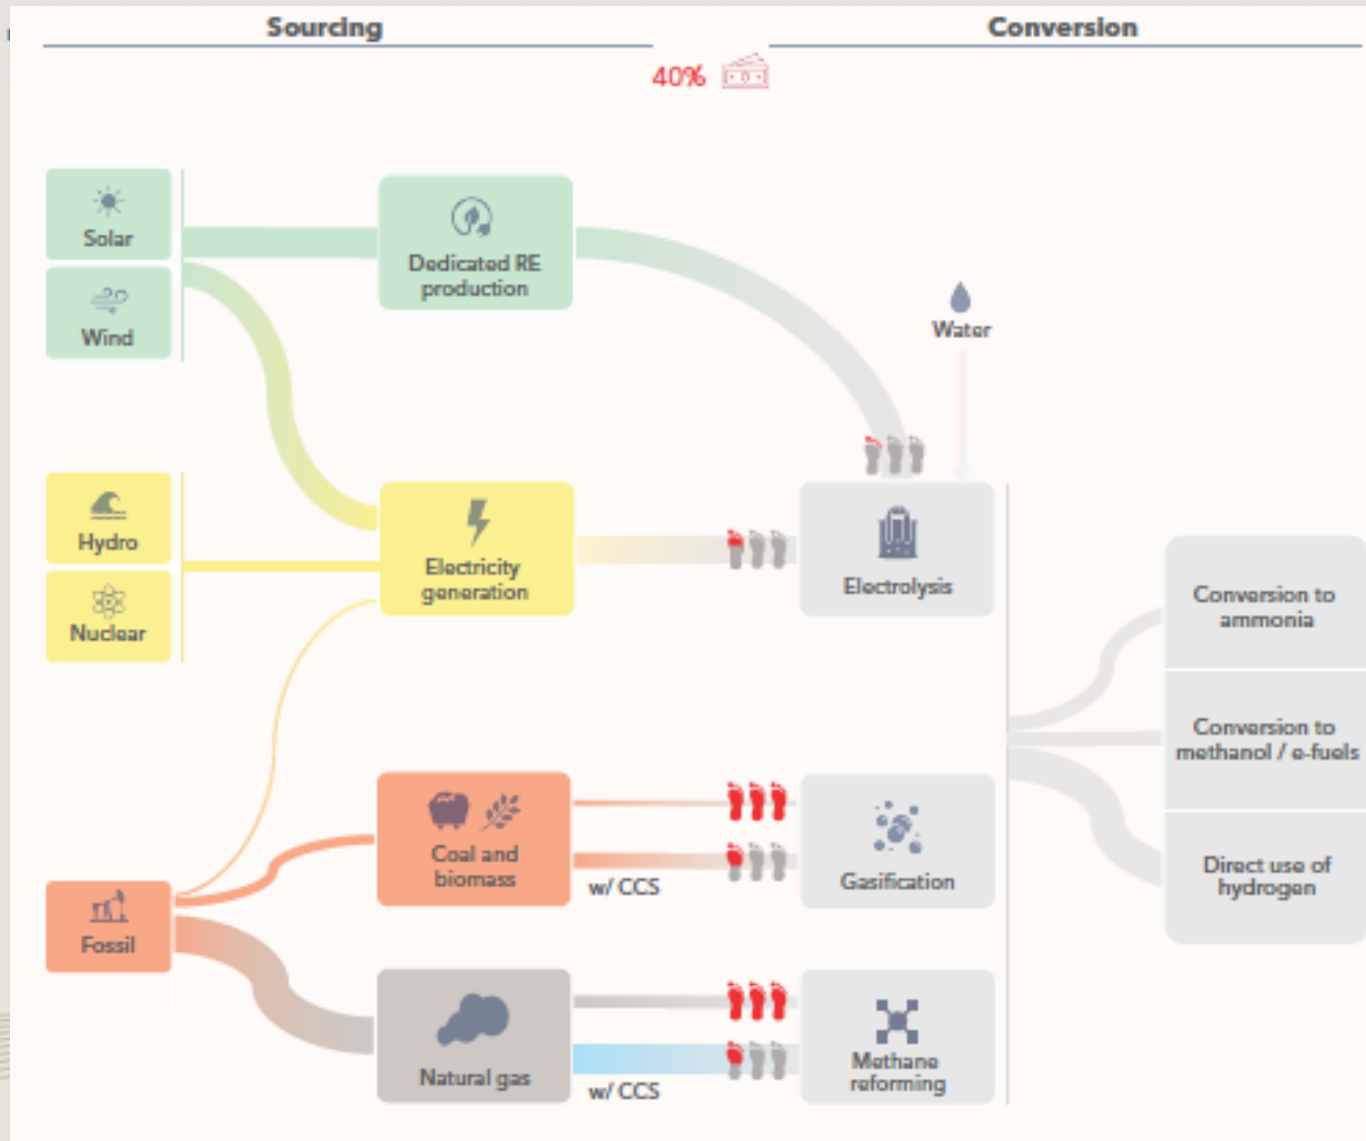 Sourcing
Conversion
40%
Solar
Wind
Dedicated RE
production
Water
Hydro
Nuclear
Electricity
generation
Electrolysis
Conversion to
ammonia
Conversion to
methanol / e-fuels
Direct use of
hydrogen
Fossil
Coal and
biomass
w/ CCS
Gasification
Natural gas
w/ CCS
Methane
reforming